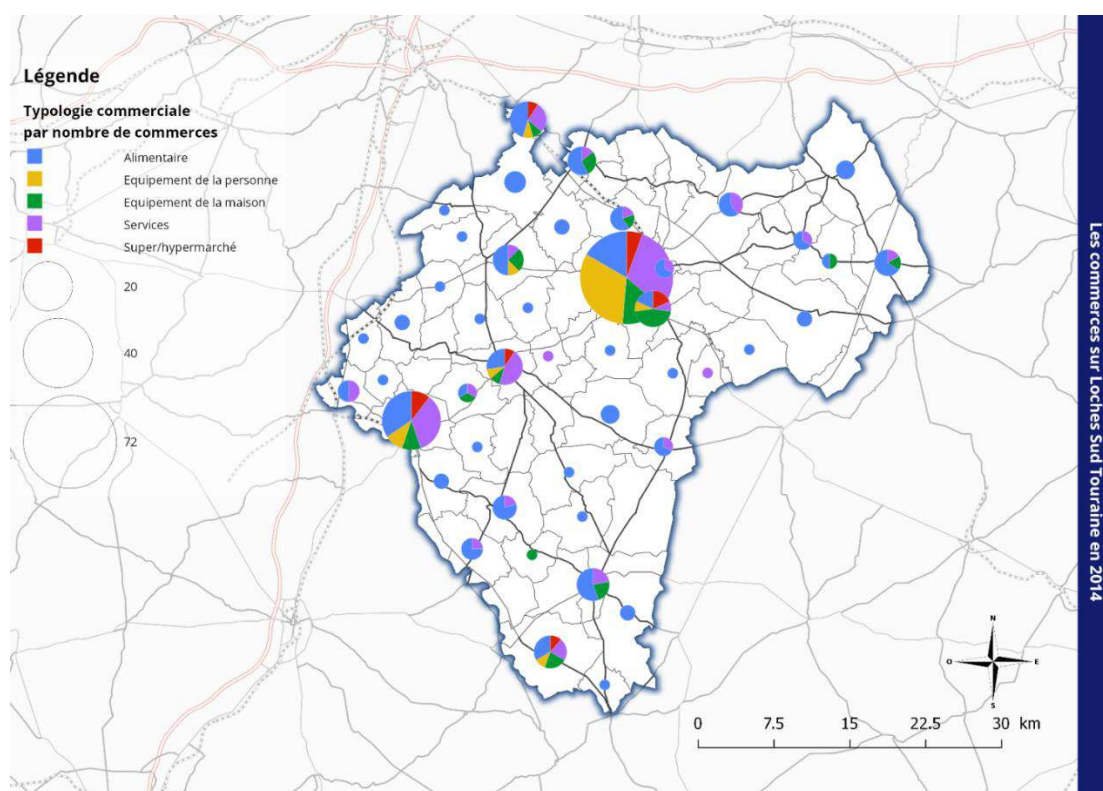 Légende
Typologie commerciale
par nombre de commerces
Alimentaire
Equipement de la personne
Equipement de la maison
Services
Super/hypermarché
20
40
72
Les commerces sur Loches Sud Touraine en 2014
N
O
E
S
0 7.5 15 22.5 30 km